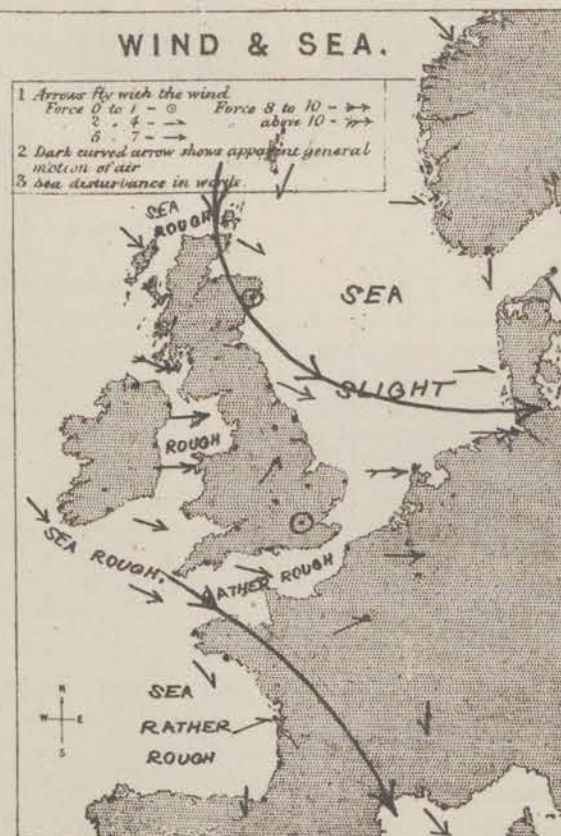 WIND & SEA.
1 Arrows fly with the wind
Force 0 to 1 - ⊙ Force 8 to 10 -
2 „ 4 - „ above 10 -
5 „ 7 -
2 Dark curved arrow shows apparent general
motion of air
3 Sea disturbance in words.
SEA
ROUGH
SEA
SLIGHT
ROUGH
SEA ROUGH.
RATHER ROUGH
SEA
RATHER
ROUGH
N
W E
S